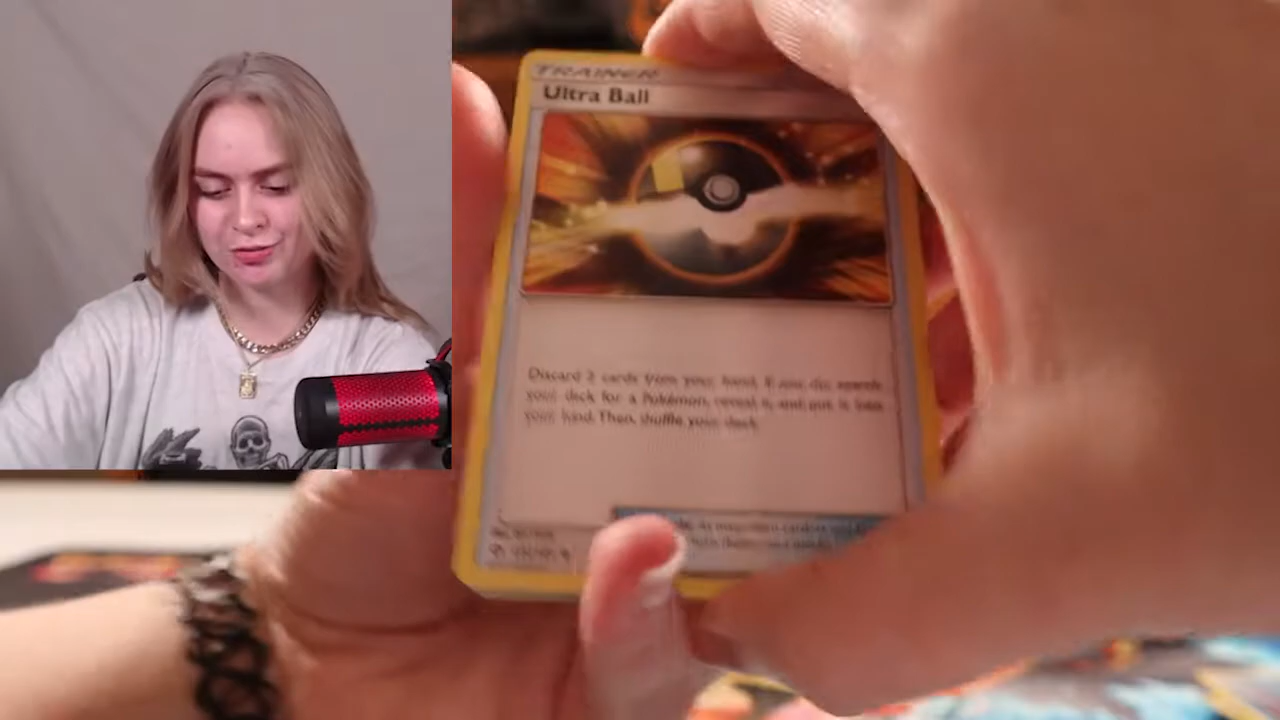 TRAINER
Ultra Ball
Discard 2 cards from your hand. If you do, search
your deck for a Pokémon, reveal it, and put it into
your hand. Then, shuffle your deck.